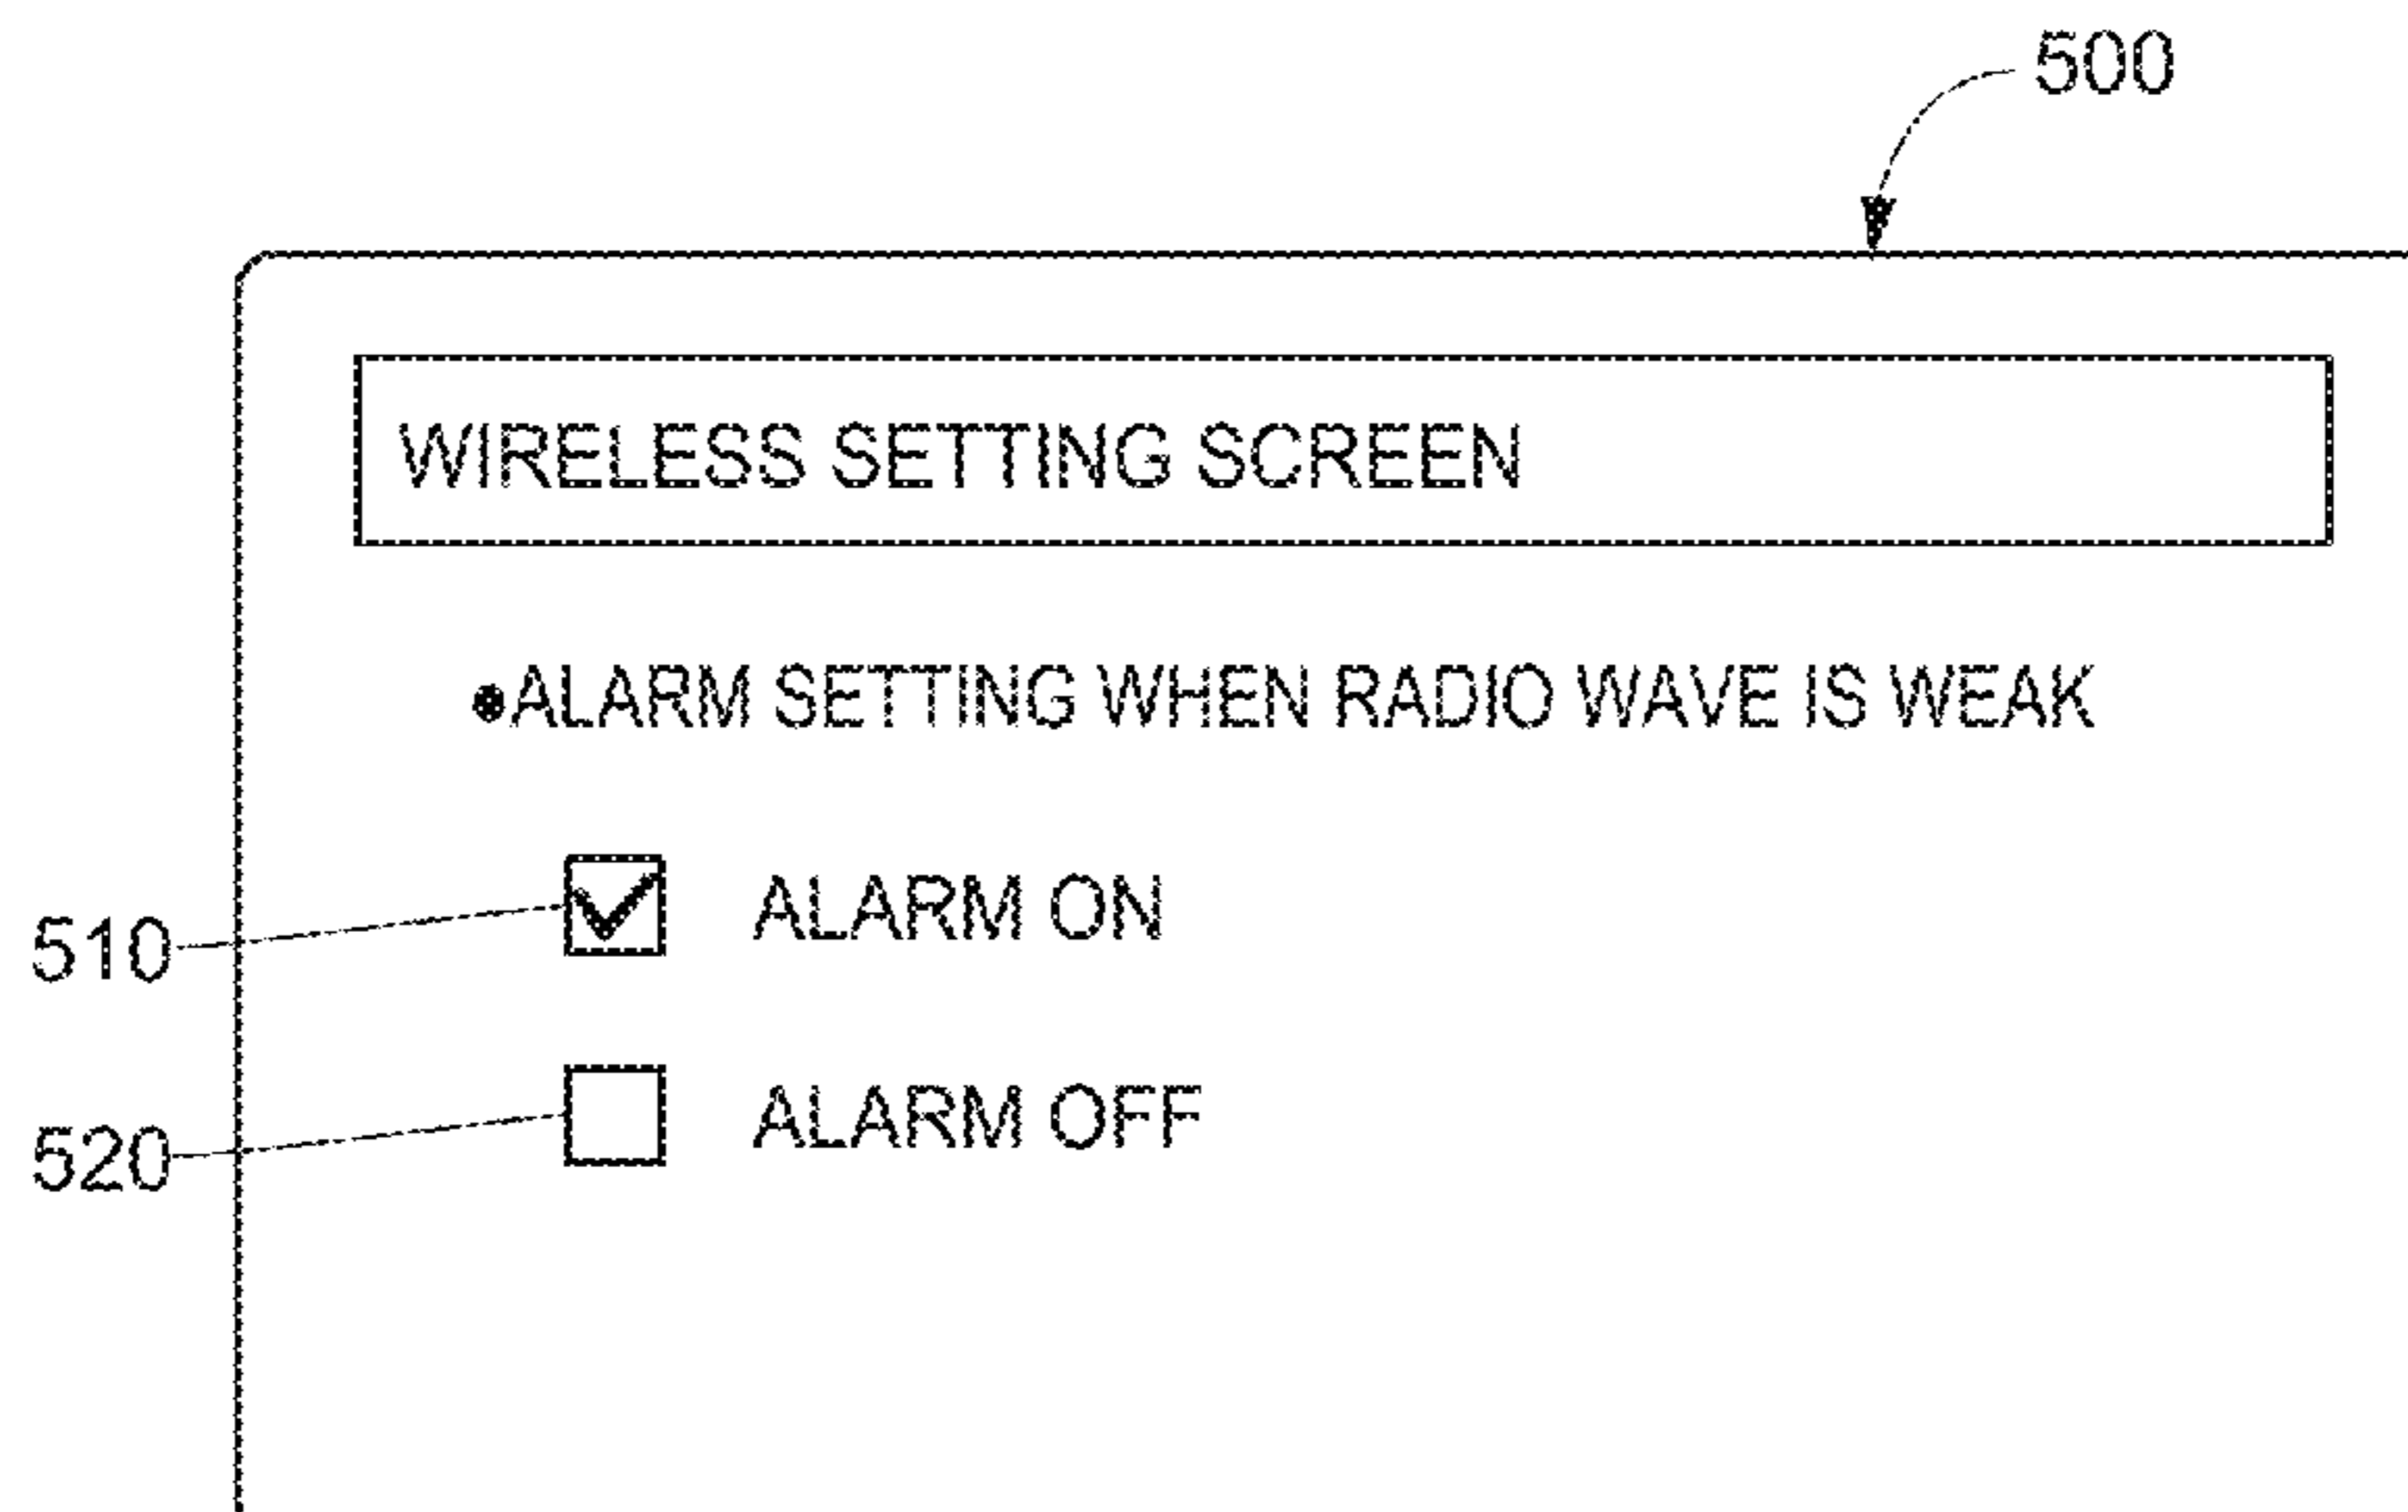 500
WIRELESS SETTING SCREEN
●ALARM SETTING WHEN RADIO WAVE IS WEAK
510 ALARM ON
520 ALARM OFF